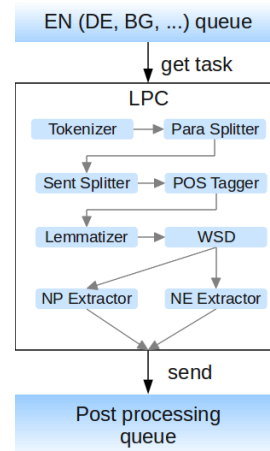 EN (DE, BG, ...) queue
get task
LPC
Tokenizer
Para Splitter
Sent Splitter
POS Tagger
Lemmatizer
WSD
NP Extractor
NE Extractor
send
Post processing
queue